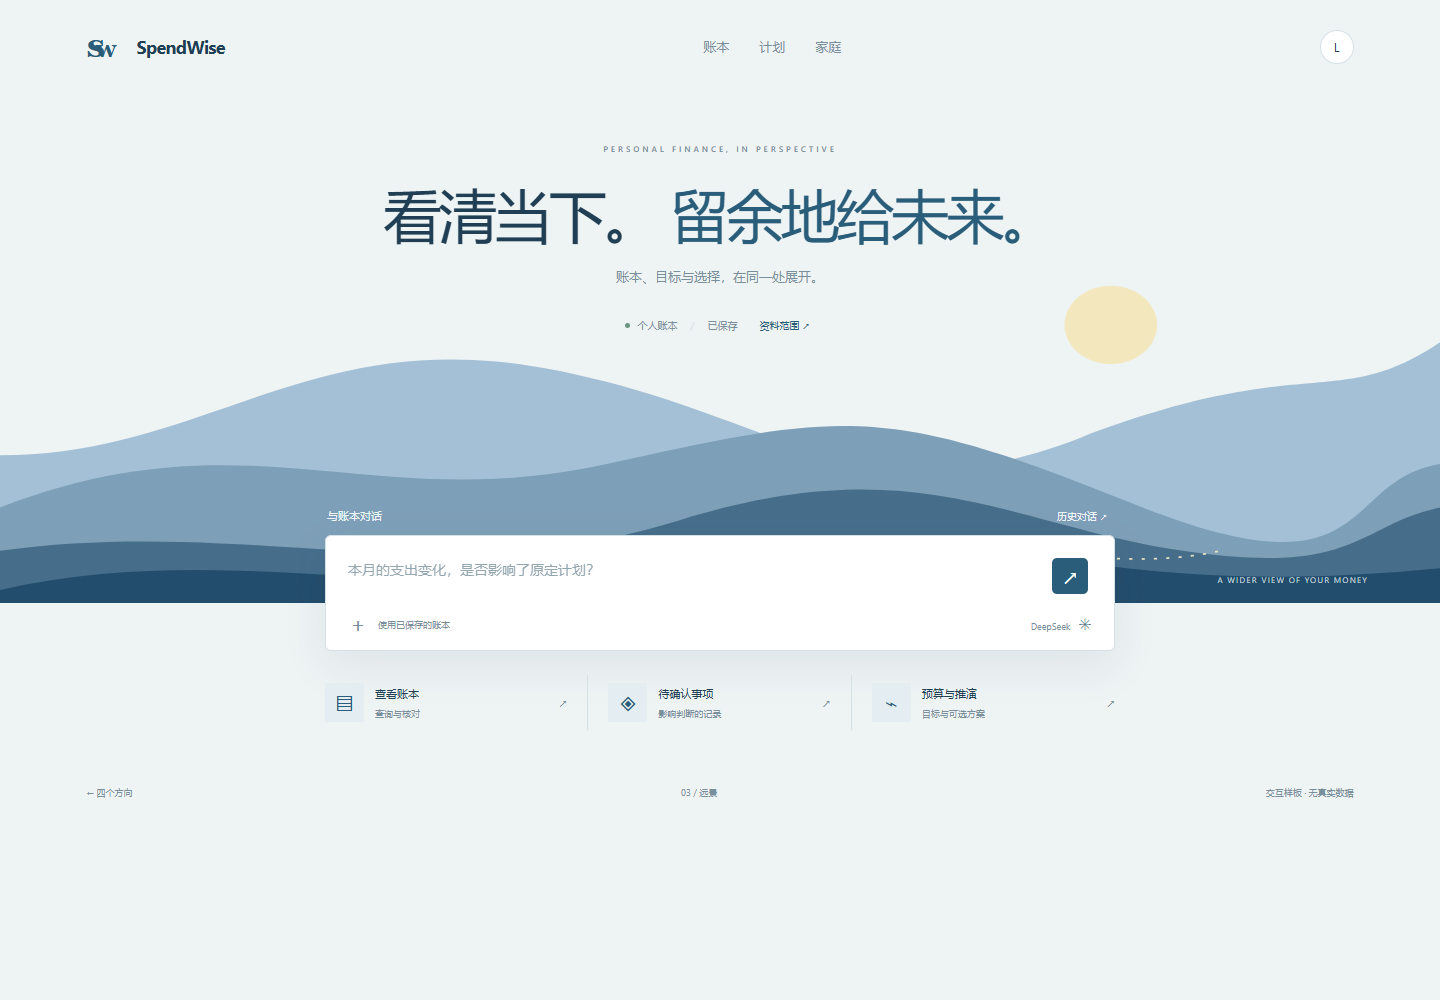 SW SpendWise
账本 计划 家庭
L
PERSONAL FINANCE, IN PERSPECTIVE
看清当下。 留余地给未来。
账本、目标与选择，在同一处展开。
个人账本 / 已保存 资料范围 ↗
与账本对话 历史对话 ↗
本月的支出变化，是否影响了原定计划？
↗
A WIDER VIEW OF YOUR MONEY
+ 使用已保存的账本 DeepSeek
查看账本 ↗
查询与核对
待确认事项 ↗
影响判断的记录
预算与推演 ↗
目标与可选方案
← 四个方向 03 / 远景 交互样板 · 无真实数据